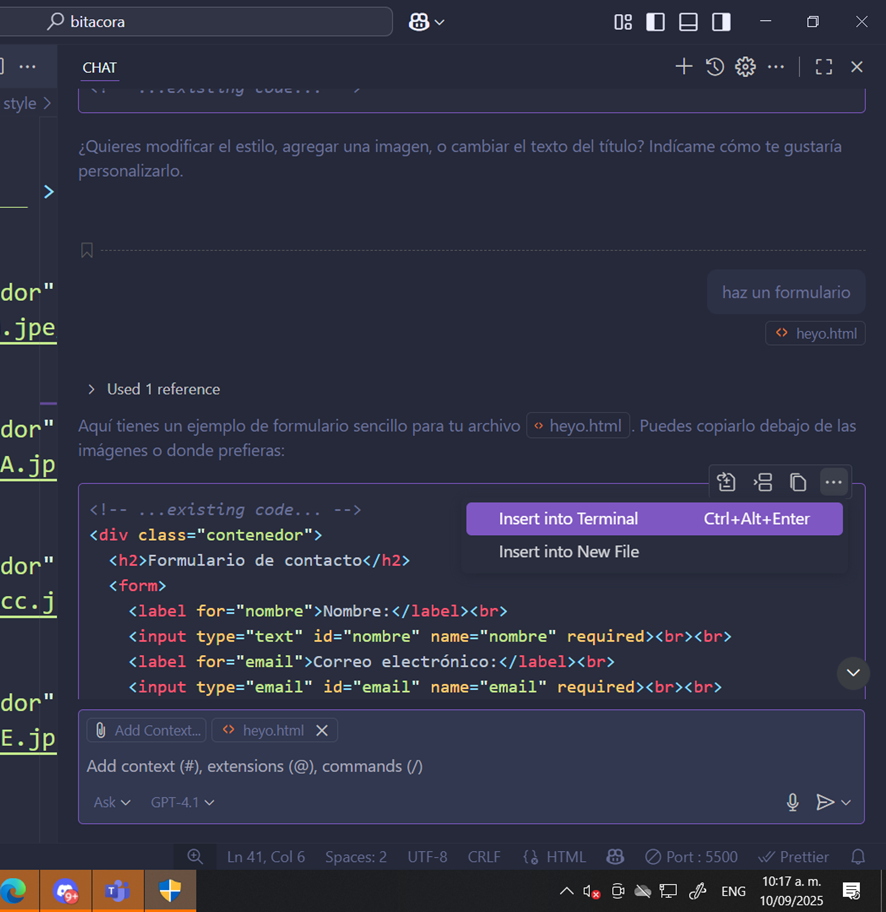 bitacora
CHAT
style
<!-- ...existing code... -->
¿Quieres modificar el estilo, agregar una imagen, o cambiar el texto del título? Indícame cómo te gustaría
personalizarlo.
haz un formulario
heyo.html
Used 1 reference
Aquí tienes un ejemplo de formulario sencillo para tu archivo <> heyo.html . Puedes copiarlo debajo de las
imágenes o donde prefieras:
<!-- ...existing code... -->
<div class="contenedor">
<h2>Formulario de contacto</h2>
<form>
<label for="nombre">Nombre:</label><br>
<input type="text" id="nombre" name="nombre" required><br><br>
<label for="email">Correo electrónico:</label><br>
<input type="email" id="email" name="email" required><br><br>
Insert into Terminal Ctrl+Alt+Enter
Insert into New File
dor"
.jpe
dor"
A.jp
dor"
cc.j
dor"
E.jp
Add Context... <> heyo.html
Add context (#), extensions (@), commands (/)
Ask GPT-4.1
Ln 41, Col 6 Spaces: 2 UTF-8 CRLF {} HTML Port : 5500 Prettier
9+
ENG
10:17 a. m.
10/09/2025